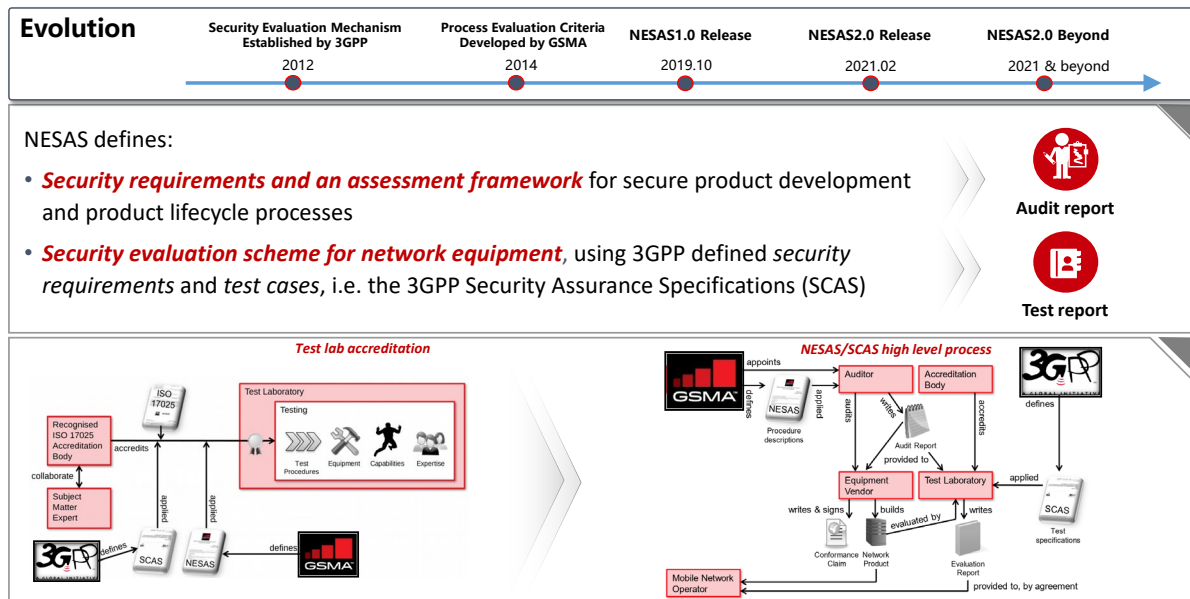 Evolution
Security Evaluation Mechanism
Established by 3GPP
2012
Process Evaluation Criteria
Developed by GSMA
2014
NESAS1.0 Release
2019.10
NESAS2.0 Release
2021.02
NESAS2.0 Beyond
2021 & beyond
NESAS defines:
• Security requirements and an assessment framework for secure product development
and product lifecycle processes
• Security evaluation scheme for network equipment, using 3GPP defined security
requirements and test cases, i.e. the 3GPP Security Assurance Specifications (SCAS)
Audit report
Test report
Test lab accreditation
ISO
17025
Recognised
ISO 17025
Accreditation
Body
accredits
collaborate
Subject
Matter
Expert
Test Laboratory
Testing
Test
Procedures
Equipment
Capabilities
Expertise
applied
applied
3GPP
A GLOBAL INITIATIVE
defines
SCAS
NESAS
defines
GSMA
NESAS/SCAS high level process
GSMA™
appoints
defines
NESAS
Procedure
descriptions
applied
Auditor
Accreditation
Body
audits
writes
Audit Report
provided to
accredits
3GPP
A GLOBAL INITIATIVE
defines
Equipment
Vendor
Test Laboratory
applied
SCAS
Test
specifications
writes & signs
builds
evaluated by
writes
Conformance
Claim
Network
Product
Evaluation
Report
Mobile Network
Operator
provided to, by agreement